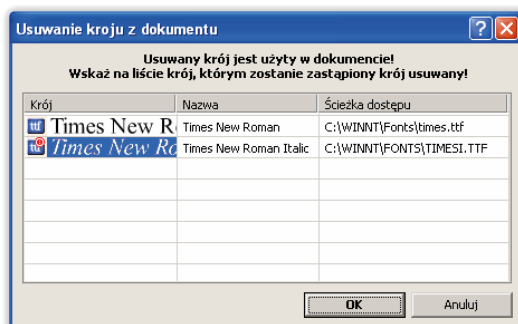 Usuwanie kroju z dokumentu
Usuwany krój jest użyty w dokumencie!
Wskaż na liście krój, którym zostanie zastąpiony krój usuwany!
Krój Nazwa Ścieżka dostępu
ttf Times New R Times New Roman C:\WINNT\Fonts\times.ttf
Times New Ro Times New Roman Italic C:\WINNT\FONTS\TIMESI.TTF
OK Anuluj